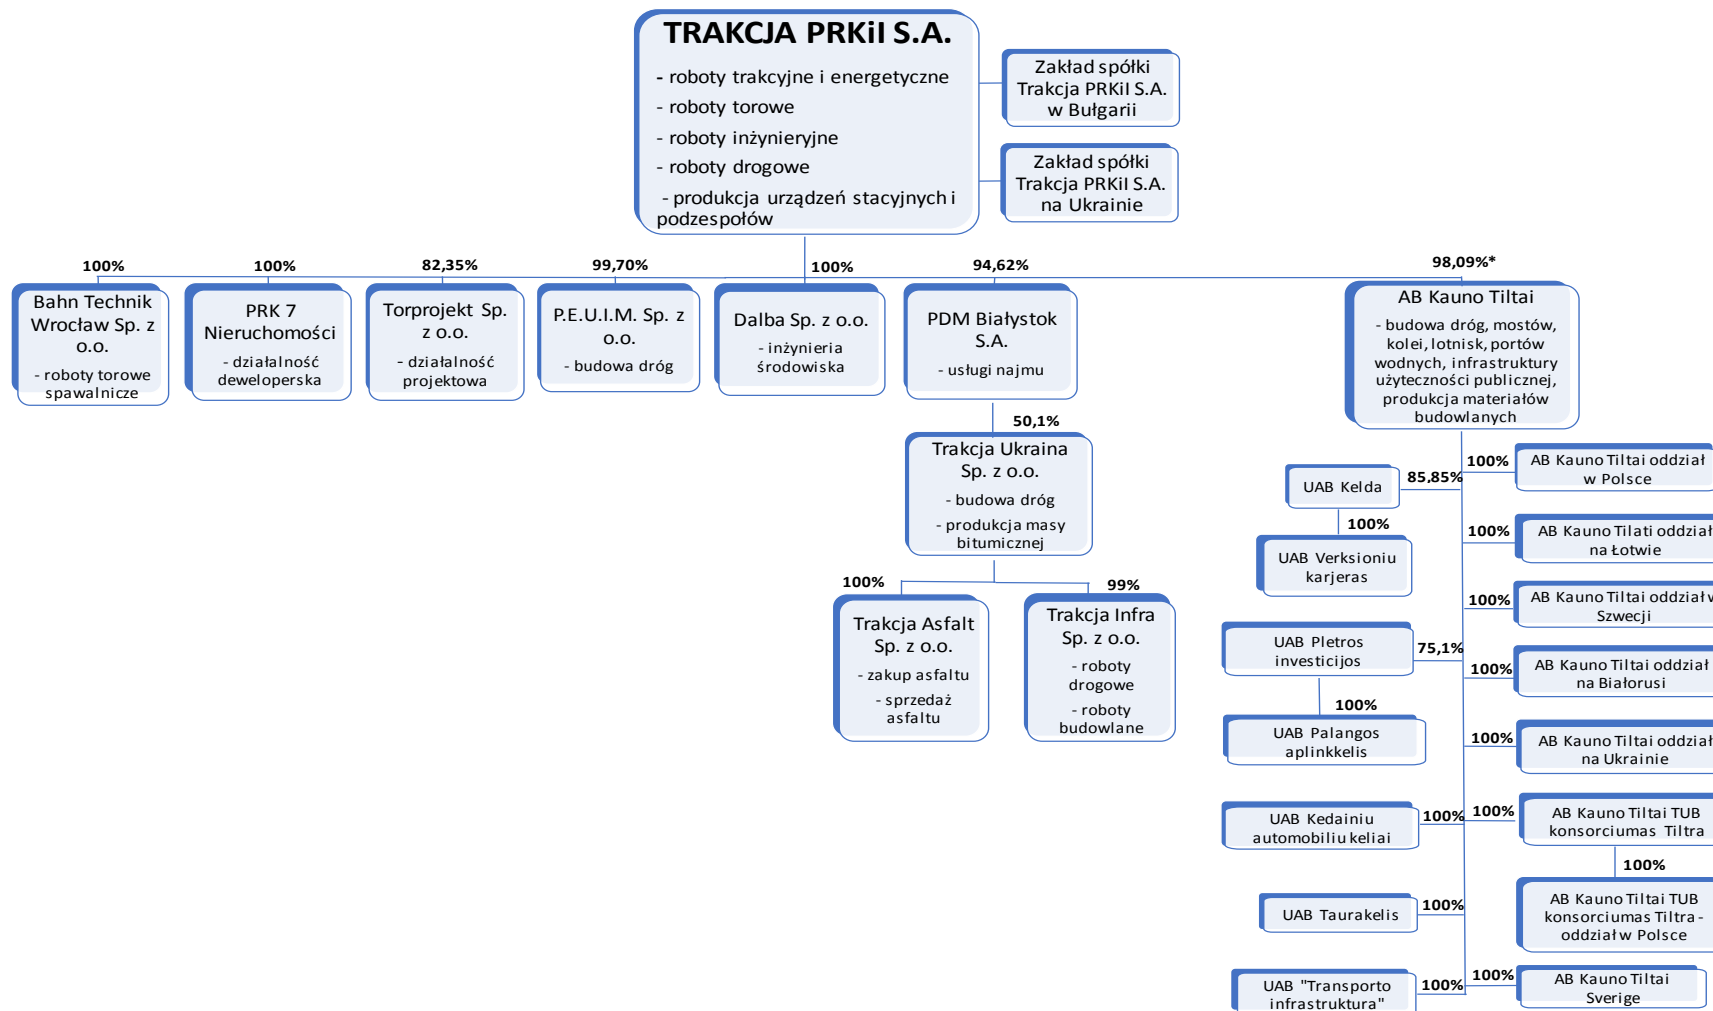 TRAKCJA PRKiI S.A.
- roboty trakcyjne i energetyczne
- roboty torowe
- roboty inżynieryjne
- roboty drogowe
- produkcja urządzeń stacyjnych i
podzespołów
Zakład spółki
Trakcja PRKiI S.A.
w Bułgarii
Zakład spółki
Trakcja PRKiI S.A.
na Ukrainie
100%
Bahn Technik
Wrocław Sp. z
o.o.
- roboty torowe
spawalnicze
100%
PRK 7
Nieruchomości
- działalność
deweloperska
82,35%
Torprojekt Sp.
z o.o.
- działalność
projektowa
99,70%
P.E.U.I.M. Sp. z
o.o.
- budowa dróg
100%
Dalba Sp. z o.o.
- inżynieria
środowiska
94,62%
PDM Białystok
S.A.
- usługi najmu
98,09%*
AB Kauno Tiltai
- budowa dróg, mostów,
kolei, lotnisk, portów
wodnych, infrastruktury
użyteczności publicznej,
produkcja materiałów
budowlanych
50,1%
Trakcja Ukraina
Sp. z o.o.
- budowa dróg
- produkcja masy
bitumicznej
100%
Trakcja Asfalt
Sp. z o.o.
- zakup asfaltu
- sprzedaż
asfaltu
99%
Trakcja Infra
Sp. z o.o.
- roboty
drogowe
- roboty
budowlane
85,85%
UAB Kelda
100%
UAB Verksioniu
karjeras
75,1%
UAB Pletros
investicijos
100%
UAB Palangos
aplinkkelis
100%
UAB Kedainiu
automobiliu keliai
100%
UAB Taurakelis
100%
UAB "Transporto
infrastruktura"
100%
AB Kauno Tiltai oddział
w Polsce
100%
AB Kauno Tilati oddział
na Łotwie
100%
AB Kauno Tiltai oddział w
Szwecji
100%
AB Kauno Tiltai oddział
na Białorusi
100%
AB Kauno Tiltai oddział
na Ukrainie
100%
AB Kauno Tiltai TUB
konsorciumas Tiltra
100%
AB Kauno Tiltai TUB
konsorciumas Tiltra -
oddział w Polsce
100%
AB Kauno Tiltai
Sverige